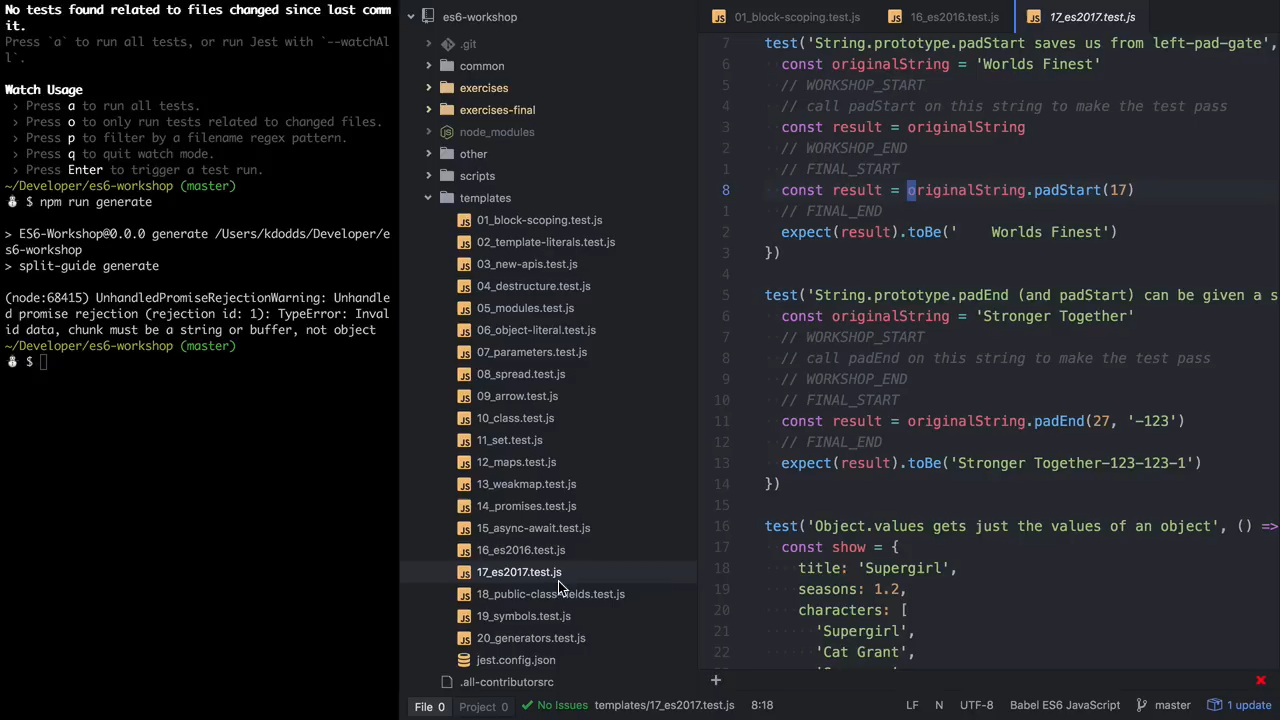 No tests found related to files changed since last comm
it.
Press `a` to run all tests, or run Jest with `--watchAl
l`.
Watch Usage
› Press a to run all tests.
› Press o to only run tests related to changed files.
› Press p to filter by a filename regex pattern.
› Press q to quit watch mode.
› Press Enter to trigger a test run.
~/Developer/es6-workshop (master)
$ npm run generate
> ES6-Workshop@0.0.0 generate /Users/kdodds/Developer/e
s6-workshop
> split-guide generate
(node:68415) UnhandledPromiseRejectionWarning: Unhandle
d promise rejection (rejection id: 1): TypeError: Inval
id data, chunk must be a string or buffer, not object
~/Developer/es6-workshop (master)
$
es6-workshop
.git
common
exercises
exercises-final
node_modules
other
scripts
templates
01_block-scoping.test.js
02_template-literals.test.js
03_new-apis.test.js
04_destructure.test.js
05_modules.test.js
06_object-literal.test.js
07_parameters.test.js
08_spread.test.js
09_arrow.test.js
10_class.test.js
11_set.test.js
12_maps.test.js
13_weakmap.test.js
14_promises.test.js
15_async-await.test.js
16_es2016.test.js
17_es2017.test.js
18_public-class-fields.test.js
19_symbols.test.js
20_generators.test.js
jest.config.json
.all-contributorsrc
01_block-scoping.test.js 16_es2016.test.js 17_es2017.test.js
7 test('String.prototype.padStart saves us from left-pad-gate',
6 const originalString = 'Worlds Finest'
5 // WORKSHOP_START
4 // call padStart on this string to make the test pass
3 const result = originalString
2 // WORKSHOP_END
1 // FINAL_START
8 const result = originalString.padStart(17)
1 // FINAL_END
2 expect(result).toBe('    Worlds Finest')
3 })
4
5 test('String.prototype.padEnd (and padStart) can be given a s
6 const originalString = 'Stronger Together'
7 // WORKSHOP_START
8 // call padEnd on this string to make the test pass
9 // WORKSHOP_END
10 // FINAL_START
11 const result = originalString.padEnd(27, '-123')
12 // FINAL_END
13 expect(result).toBe('Stronger Together-123-123-1')
14 })
15
16 test('Object.values gets just the values of an object', () =>
17 const show = {
18 title: 'Supergirl',
19 seasons: 1.2,
20 characters: [
21 'Supergirl',
22 'Cat Grant',
File 0 Project 0 No Issues templates/17_es2017.test.js 8:18 LF N UTF-8 Babel ES6 JavaScript master 1 update